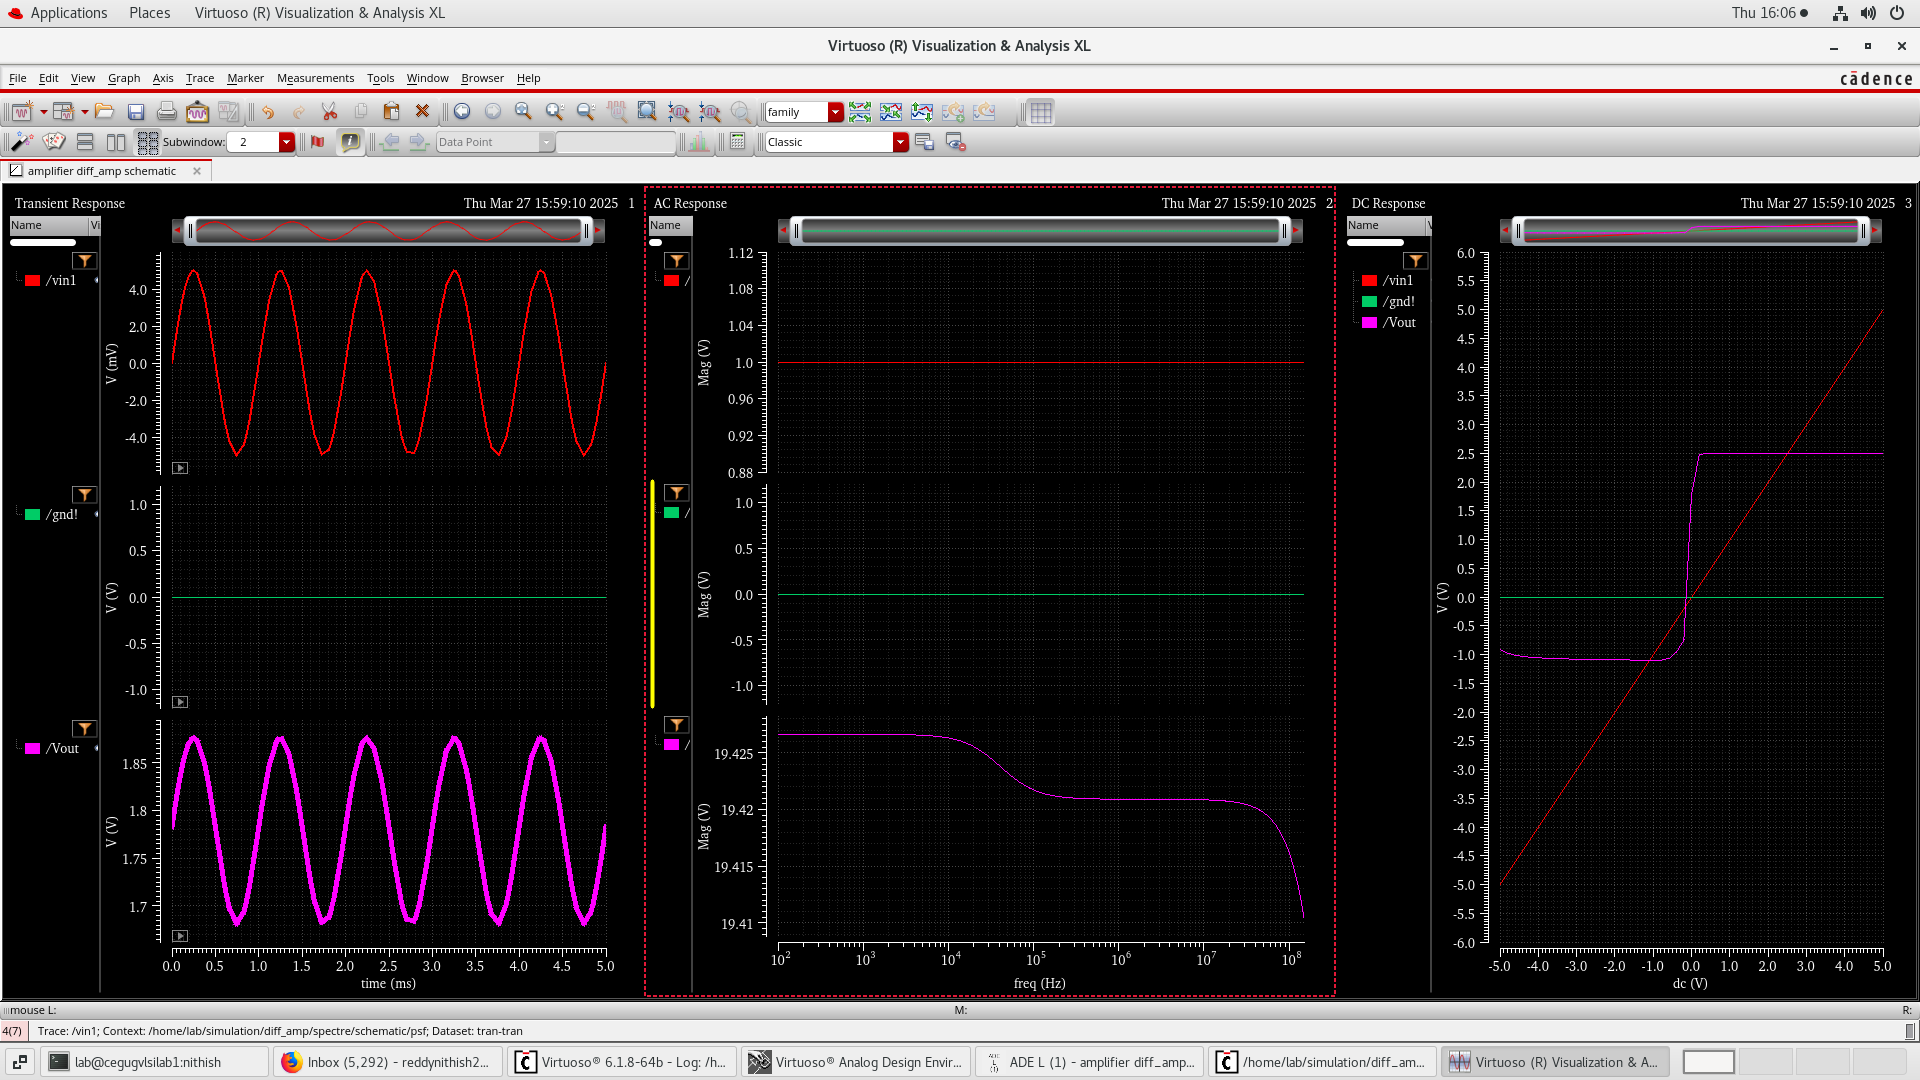 Applications Places Virtuoso (R) Visualization & Analysis XL Thu 16:06
Virtuoso (R) Visualization & Analysis XL
File Edit View Graph Axis Trace Marker Measurements Tools Window Browser Help cādence
family
Subwindow: 2 Data Point Classic
amplifier diff_amp schematic
Transient Response Thu Mar 27 15:59:10 2025 1
Name Vi
/vin1
4.0
2.0
0.0
-2.0
-4.0
V (mV)
/gnd!
1.0
0.5
0.0
-0.5
-1.0
V (V)
/Vout
1.85
1.8
1.75
1.7
V (V)
0.0 0.5 1.0 1.5 2.0 2.5 3.0 3.5 4.0 4.5 5.0
time (ms)
AC Response Thu Mar 27 15:59:10 2025 2
Name
/
1.12
1.08
1.04
1.0
0.96
0.92
0.88
Mag (V)
/
1.0
0.5
0.0
-0.5
-1.0
Mag (V)
/
19.425
19.42
19.415
19.41
Mag (V)
10² 10³ 10⁴ 10⁵ 10⁶ 10⁷ 10⁸
freq (Hz)
DC Response Thu Mar 27 15:59:10 2025 3
Name
/vin1
/gnd!
/Vout
6.0
5.5
5.0
4.5
4.0
3.5
3.0
2.5
2.0
1.5
1.0
0.5
0.0
-0.5
-1.0
-1.5
-2.0
-2.5
-3.0
-3.5
-4.0
-4.5
-5.0
-5.5
-6.0
V (V)
-5.0 -4.0 -3.0 -2.0 -1.0 0.0 1.0 2.0 3.0 4.0 5.0
dc (V)
mouse L: M: R:
4(7) Trace: /vin1; Context: /home/lab/simulation/diff_amp/spectre/schematic/psf; Dataset: tran-tran
lab@cegugvlsilab1:nithish
Inbox (5,292) - reddynithish2...
Virtuoso® 6.1.8-64b - Log: /h...
Virtuoso® Analog Design Envir...
ADE L (1) - amplifier diff_amp...
/home/lab/simulation/diff_am...
Virtuoso (R) Visualization & A...